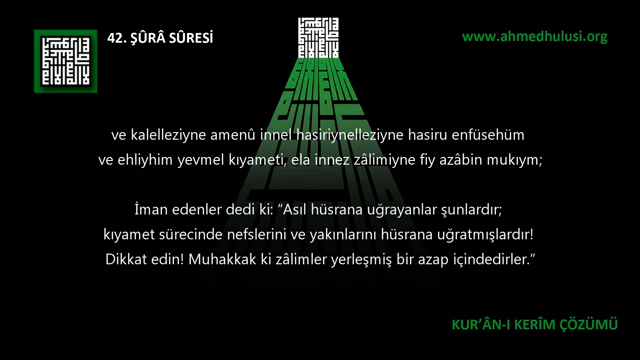 42. ŞÛRÂ SÛRESİ
www.ahmedhulusi.org
ve kalelleziyne amenû innel hasiriynelleziyne hasiru enfüsehüm
ve ehliyhim yevmel kıyameti, ela innez zâlimiyne fiy azâbin mukıym;
İman edenler dedi ki: “Asıl hüsrana uğrayanlar şunlardır;
kıyamet sürecinde nefslerini ve yakınlarını hüsrana uğratmışlardır!
Dikkat edin! Muhakkak ki zâlimler yerleşmiş bir azap içindedirler.”
KUR’ÂN-I KERÎM ÇÖZÜMÜ